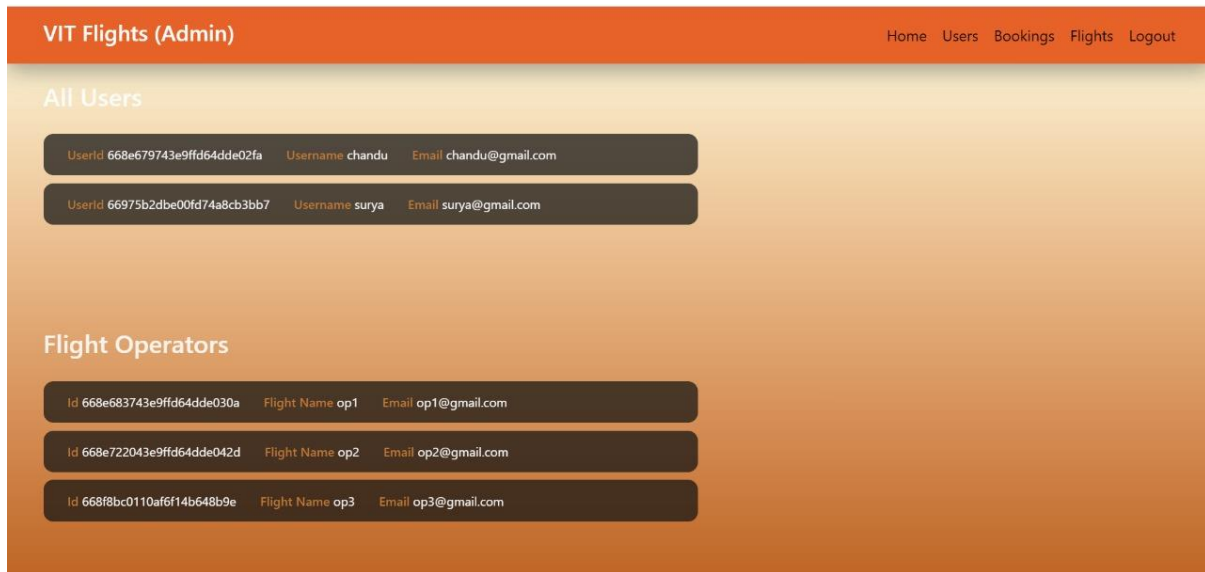 VIT Flights (Admin)
Home Users Bookings Flights Logout
All Users
UserId 668e679743e9ffd64dde02fa Username chandu Email chandu@gmail.com
UserId 66975b2dbe00fd74a8cb3bb7 Username surya Email surya@gmail.com
Flight Operators
Id 668e683743e9ffd64dde030a Flight Name op1 Email op1@gmail.com
Id 668e722043e9ffd64dde042d Flight Name op2 Email op2@gmail.com
Id 668f8bc0110af6f14b648b9e Flight Name op3 Email op3@gmail.com